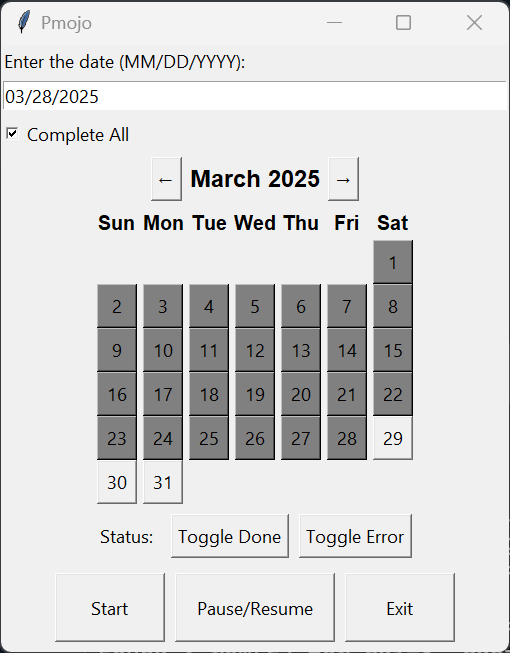 Pmojo
Enter the date (MM/DD/YYYY):
03/28/2025
Complete All
← March 2025 →
Sun Mon Tue Wed Thu Fri Sat
1
2 3 4 5 6 7 8
9 10 11 12 13 14 15
16 17 18 19 20 21 22
23 24 25 26 27 28 29
30 31
Status: Toggle Done Toggle Error
Start Pause/Resume Exit